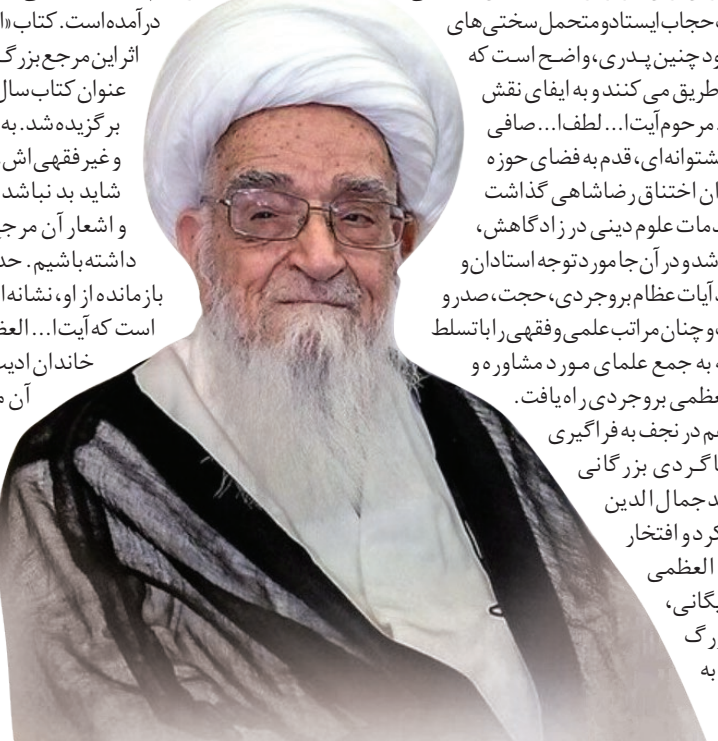 حجاب ایستاد و متحمل سختی‌های
ود چنین پدری، واضح است که
طریق می کنند و به ایفای نقش
مرحوم آیت‌ا... لطف‌ا... صافی
شتوانه‌ای، قدم به فضای حوزه
ان اختناق رضاشاهی گذاشت
دمات علوم دینی در زادگاهش،
شد و در آن جا مورد توجه استادان و
د آیات عظام بروجردی، حجت، صدر و
و چنان مراتب علمی و فقهی را با تسلط
به جمع علمای مورد مشاوره و
عظمی بروجردی راه یافت.
هم در نجف به فراگیری
اگردی بزرگانی
د جمال الدین
کرد و افتخار
العظمی
یگانی،
رگ
به
درآمده است. کتاب «ا
اثر این مرجع بزرگ
عنوان کتاب سال
برگزیده شد. به
و غیرفقهی اش
شاید بد نباشد
و اشعار آن مرج
داشته باشیم. حد
بازمانده از او، نشانه ا
است که آیت‌ا... العظ
خاندان ادیب
آن م